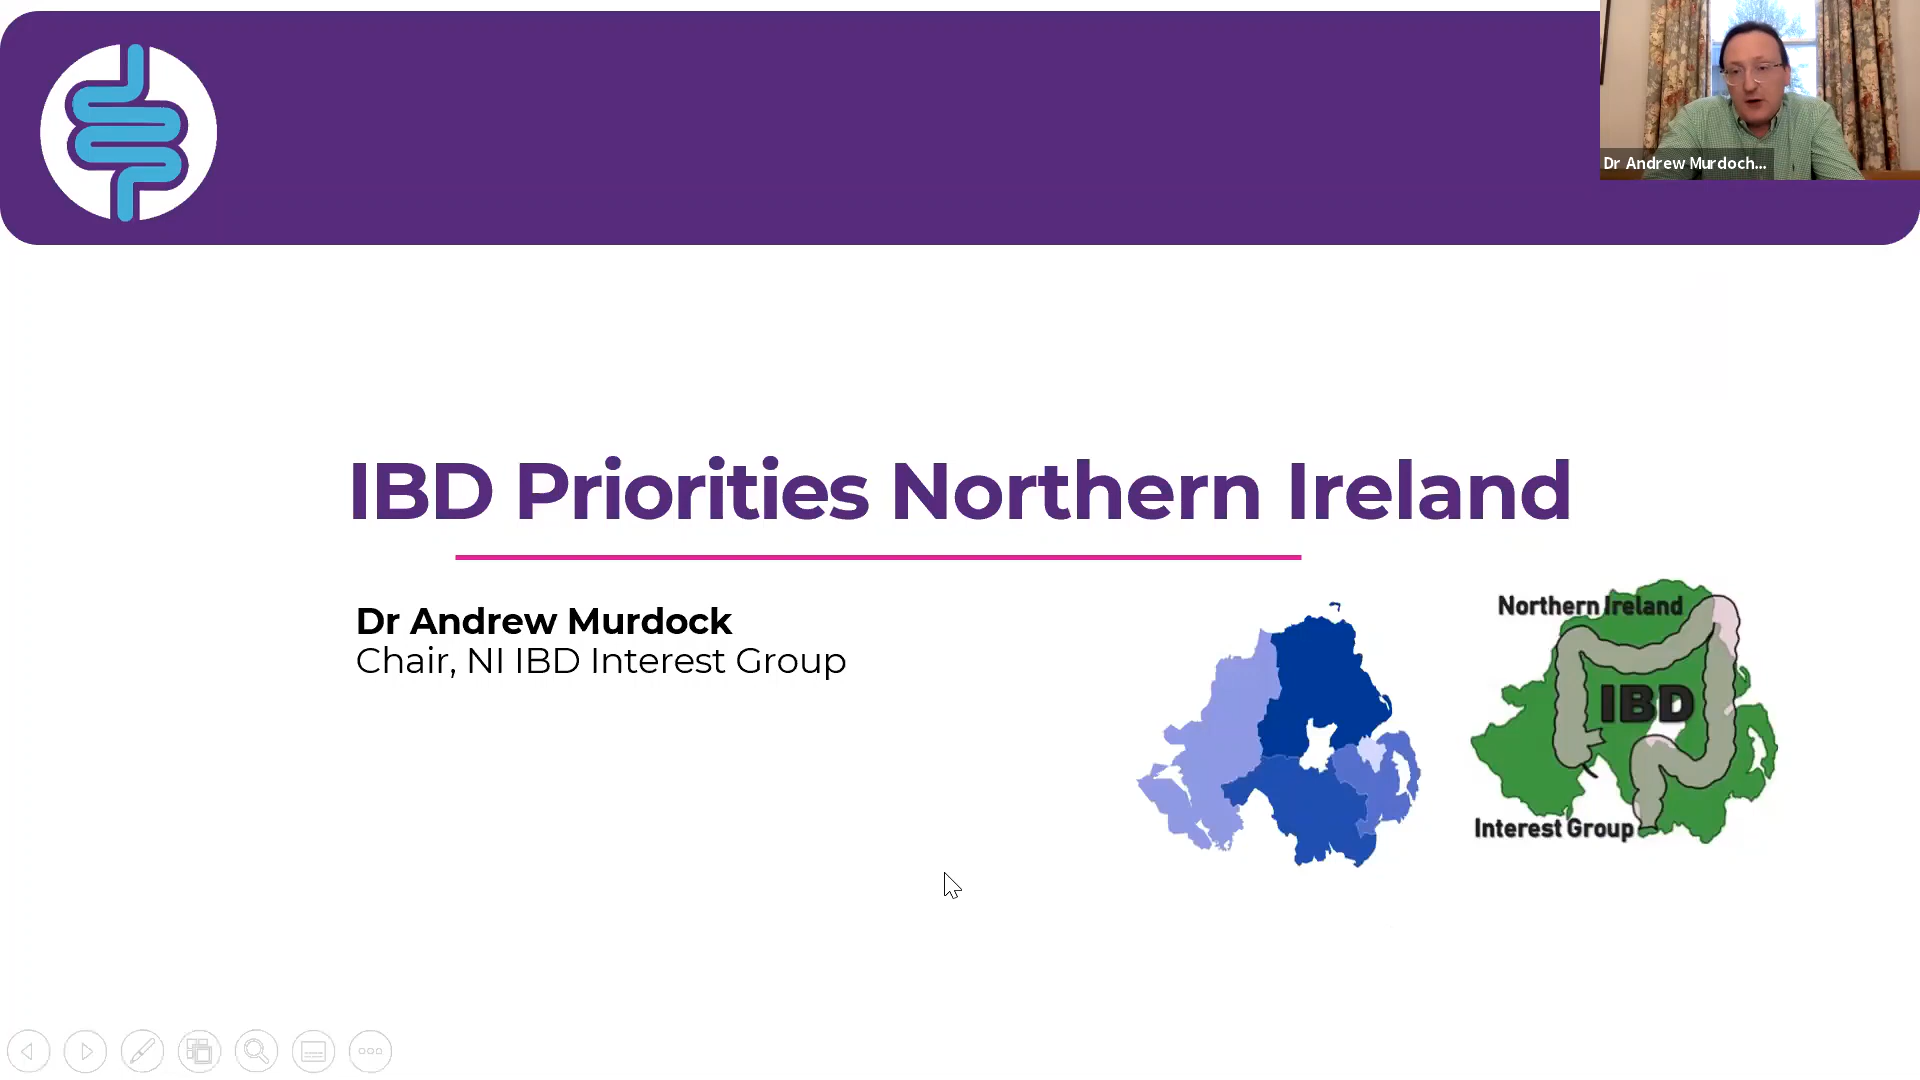 Dr Andrew Murdoch...
IBD Priorities Northern Ireland
Dr Andrew Murdock
Chair, NI IBD Interest Group
Northern Ireland
IBD
Interest Group